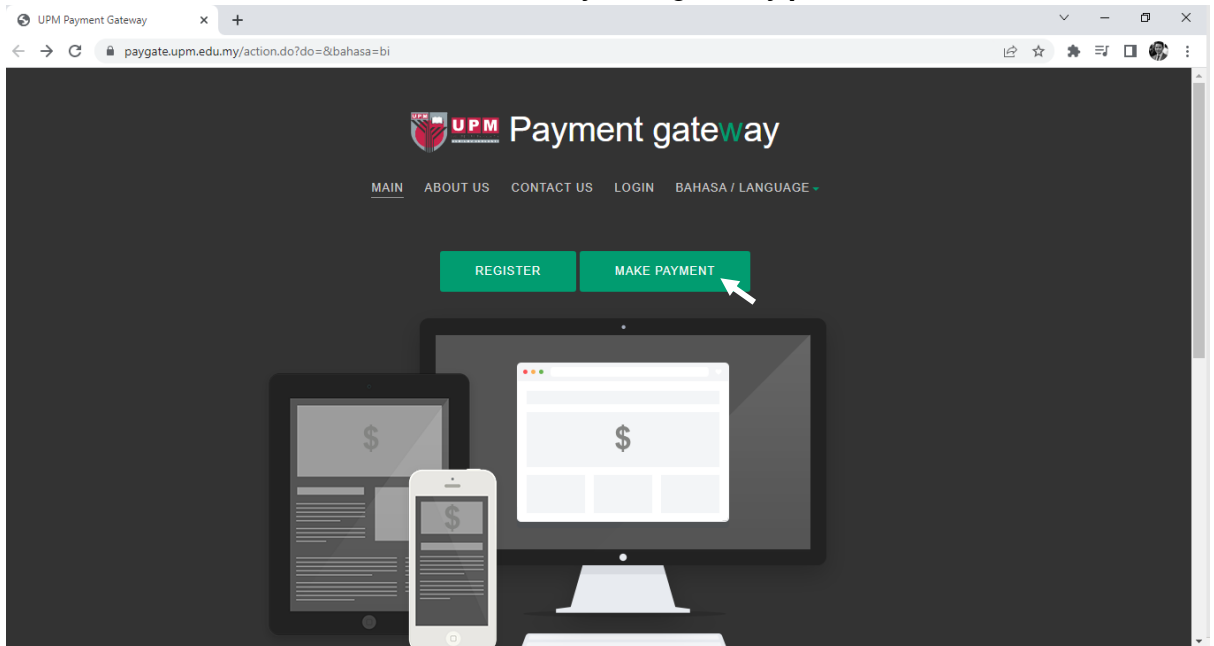 UPM Payment Gateway
paygate.upm.edu.my/action.do?do=&bahasa=bi
UPM Payment gateway
MAIN ABOUT US CONTACT US LOGIN BAHASA / LANGUAGE
REGISTER MAKE PAYMENT
$
$
$